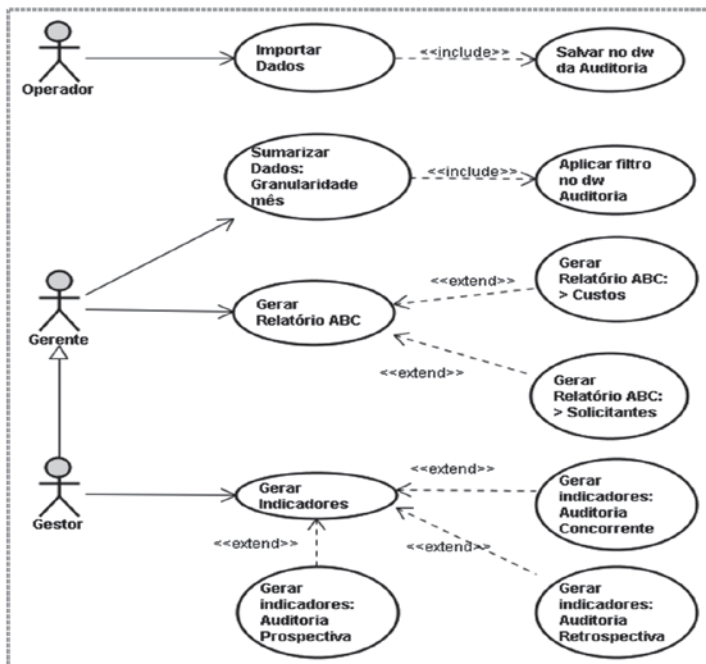 Operador
Importar
Dados
<<include>>
Salvar no dw
da Auditoria
Sumarizar
Dados:
Granularidade
mês
<<include>>
Aplicar filtro
no dw
Auditoria
Gerente
Gerar
Relatório ABC
<<extend>>
Gerar
Relatório ABC:
> Custos
<<extend>>
Gerar
Relatório ABC:
> Solicitantes
Gestor
Gerar
Indicadores
<<extend>>
Gerar
indicadores:
Auditoria
Concorrente
<<extend>>
Gerar
indicadores:
Auditoria
Prospectiva
<<extend>>
Gerar
indicadores:
Auditoria
Retrospectiva